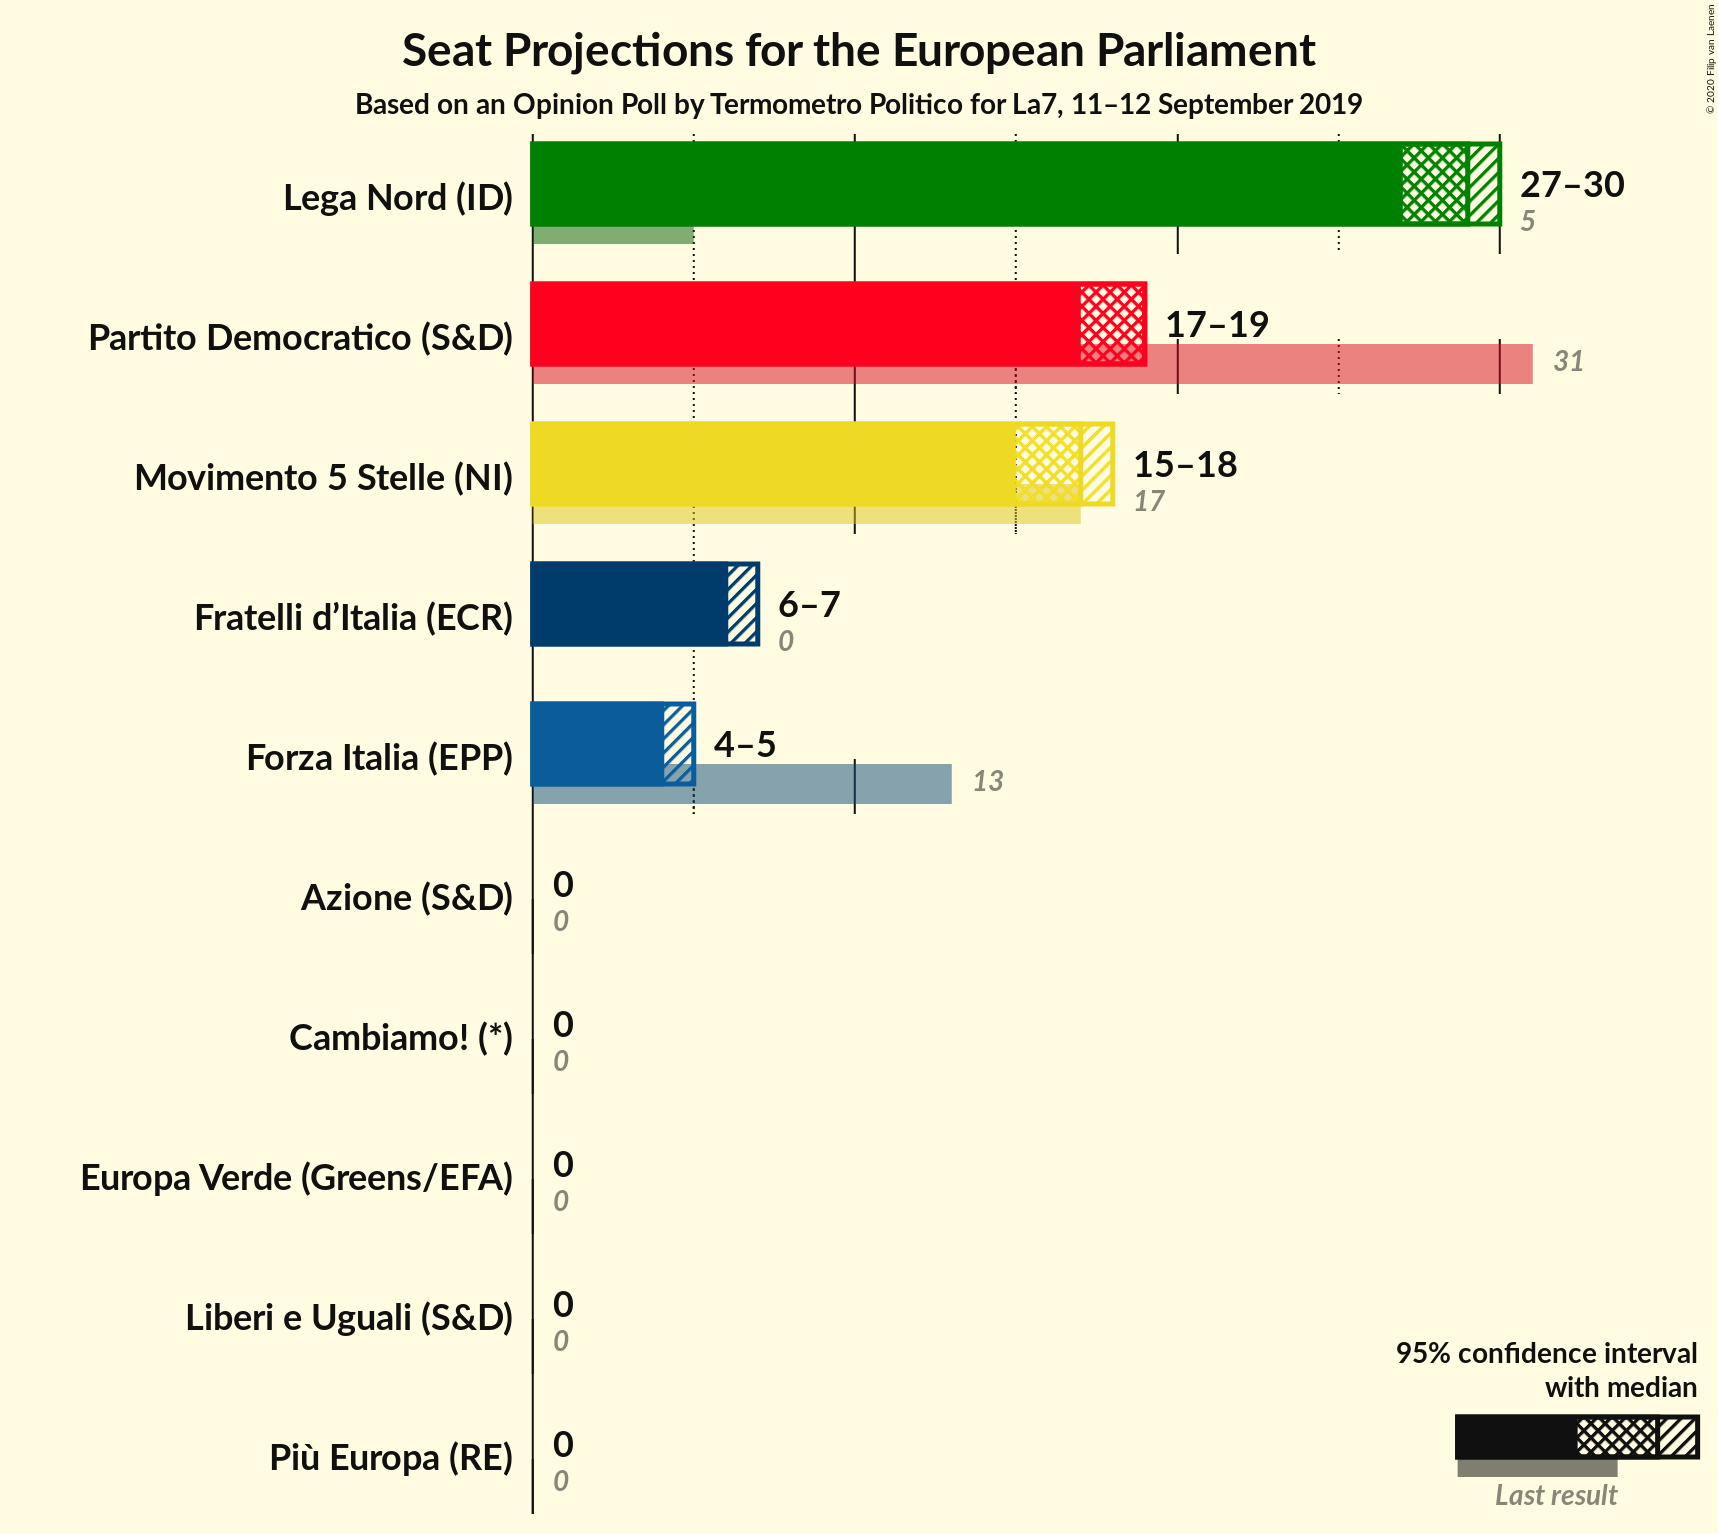 Seat Projections for the European Parliament
Based on an Opinion Poll by Termometro Politico for La7, 11–12 September 2019
© 2020 Filip van Laenen
Lega Nord (ID)
27–30
5
Partito Democratico (S&D)
17–19
31
Movimento 5 Stelle (NI)
15–18
17
Fratelli d’Italia (ECR)
6–7
0
Forza Italia (EPP)
4–5
13
Azione (S&D)
0
0
Cambiamo! (*)
0
0
Europa Verde (Greens/EFA)
0
0
Liberi e Uguali (S&D)
0
0
Più Europa (RE)
0
0
95% confidence interval
with median
Last result